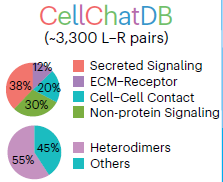 CellChatDB
(~3,300 L–R pairs)
12%
38%
20%
30%
Secreted Signaling
ECM-Receptor
Cell–Cell Contact
Non-protein Signaling
45%
55%
Heterodimers
Others